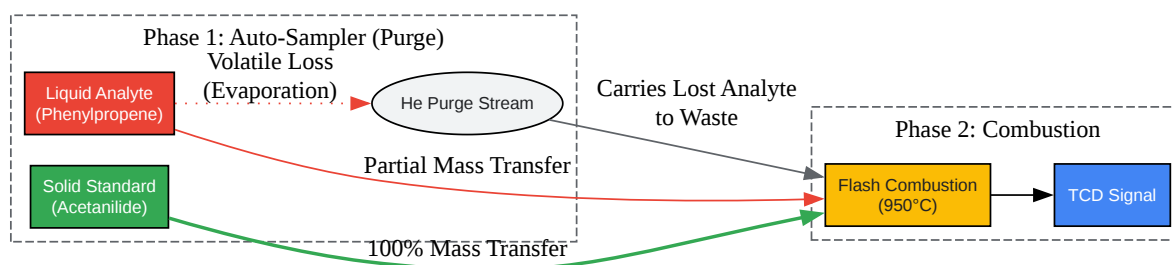 Phase 1: Auto-Sampler (Purge)
Volatile Loss
(Evaporation)
Liquid Analyte
(Phenylpropene)
He Purge Stream
Carries Lost Analyte
to Waste
Phase 2: Combustion
Partial Mass Transfer
Solid Standard
(Acetanilide)
Flash Combustion
(950°C)
TCD Signal
100% Mass Transfer